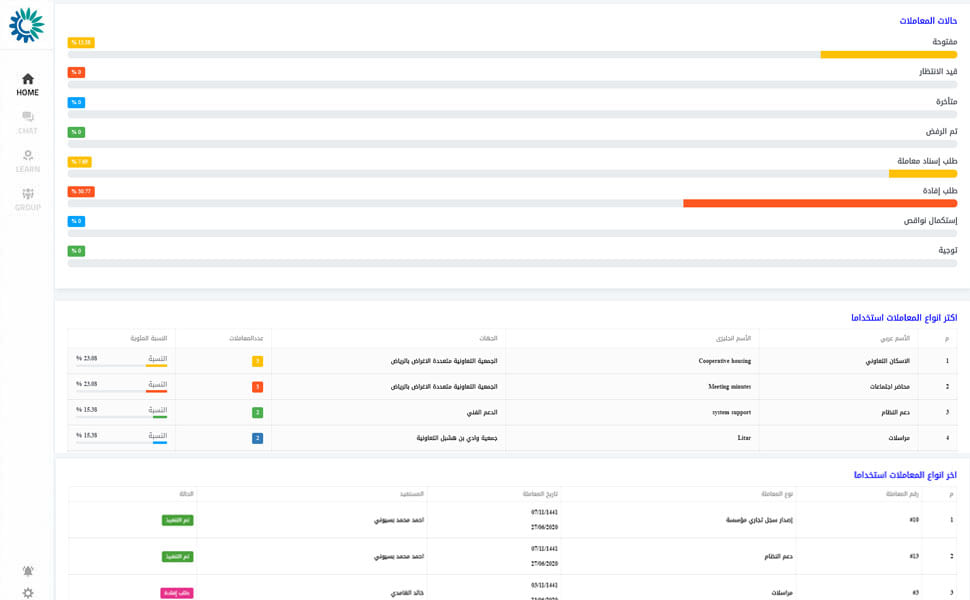 HOME
CHAT
LEARN
GROUP
حالات المعاملات
مفتوحة
% 15.38
قيد الانتظار
% 0
متأخرة
% 0
تم الرفض
% 0
طلب إسناد معاملة
% 7.69
طلب إفادة
% 30.77
إستكمال نواقص
% 0
توجية
% 0
اكثر انواع المعاملات استخداما
م الأسم عربي الأسم انجليزى الجهات عددالمعاملات النسبة المئوية
1 الاسكان التعاوني Cooperative housing الجمعية التعاونية متعددة الاغراض بالرياض 3 النسبة % 23.08
2 محاضر اجتماعات Meeting minutes الجمعية التعاونية متعددة الاغراض بالرياض 3 النسبة % 23.08
3 دعم النظام system support الدعم الفني 2 النسبة % 15.38
4 مراسلات Litar جمعية وادي بن هشبل التعاونية 2 النسبة % 15.38
اخر انواع المعاملات استخداما
م رقم المعاملة نوع المعاملة تاريخ المعاملة المستفيد الحالة
1 #10 إصدار سجل تجاري مؤسسة 07/11/1441 احمد محمد بسيوني تم التنفيذ
27/06/2020
2 #13 دعم النظام 07/11/1441 احمد محمد بسيوني تم التنفيذ
27/06/2020
3 #3 مراسلات 03/11/1441 خالد الغامدي طلب إفادة